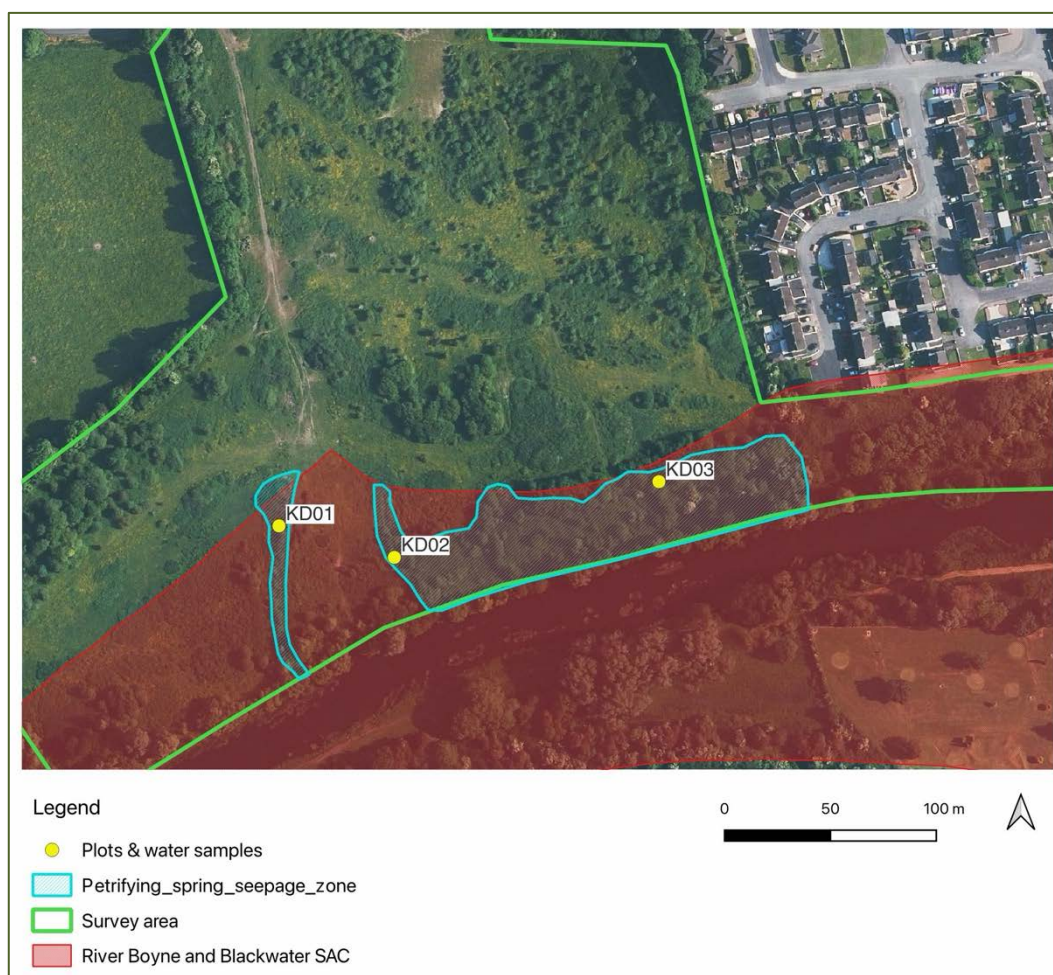 KD03
KD01
KD02
Legend
0 50 100 m
Plots & water samples
Petrifying_spring_seepage_zone
Survey area
River Boyne and Blackwater SAC